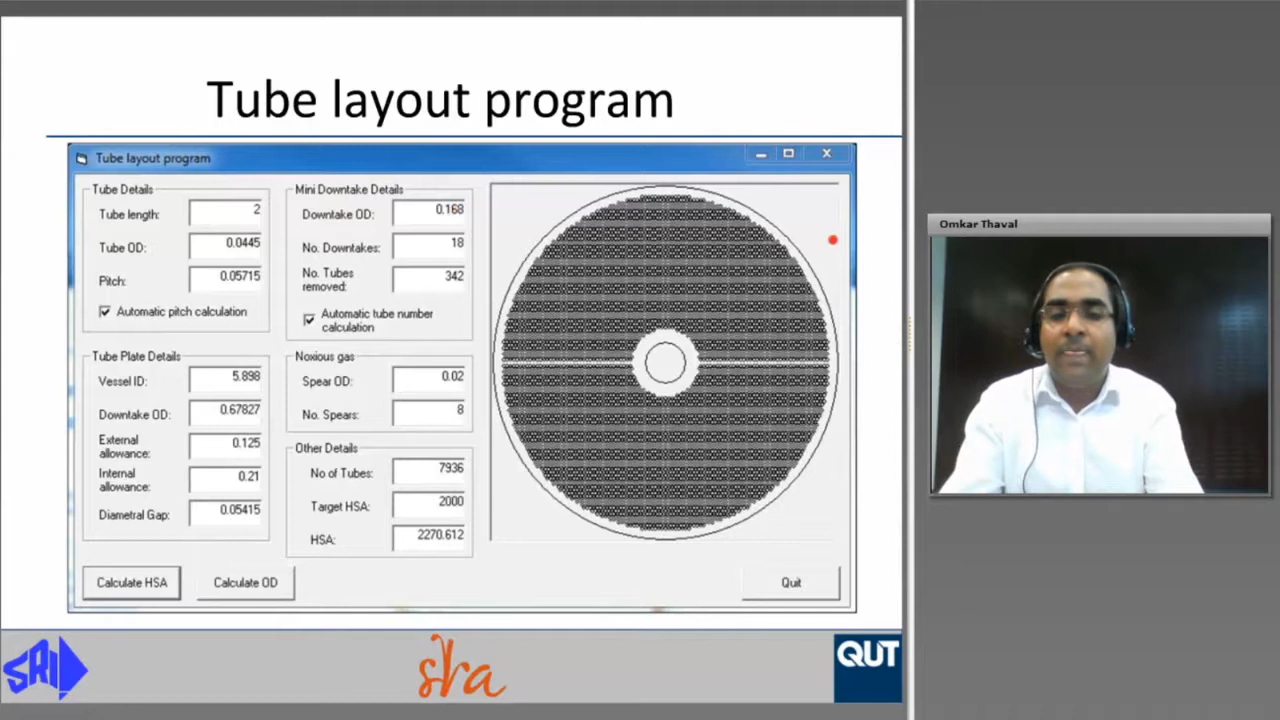 Tube layout program
Tube layout program
Tube Details
Tube length: 2
Tube OD: 0.0445
Pitch: 0.05715
Automatic pitch calculation
Mini Downtake Details
Downtake OD: 0.168
No. Downtakes: 18
No. Tubes
removed: 342
Automatic tube number
calculation
Tube Plate Details
Vessel ID: 5.898
Downtake OD: 0.67827
External
allowance: 0.125
Internal
allowance: 0.21
Diametral Gap: 0.05415
Noxious gas
Spear OD: 0.02
No. Spears: 8
Other Details
No of Tubes: 7936
Target HSA: 2000
HSA: 2270.612
Calculate HSA
Calculate OD
Quit
Omkar Thaval
SRI
sha
QUT